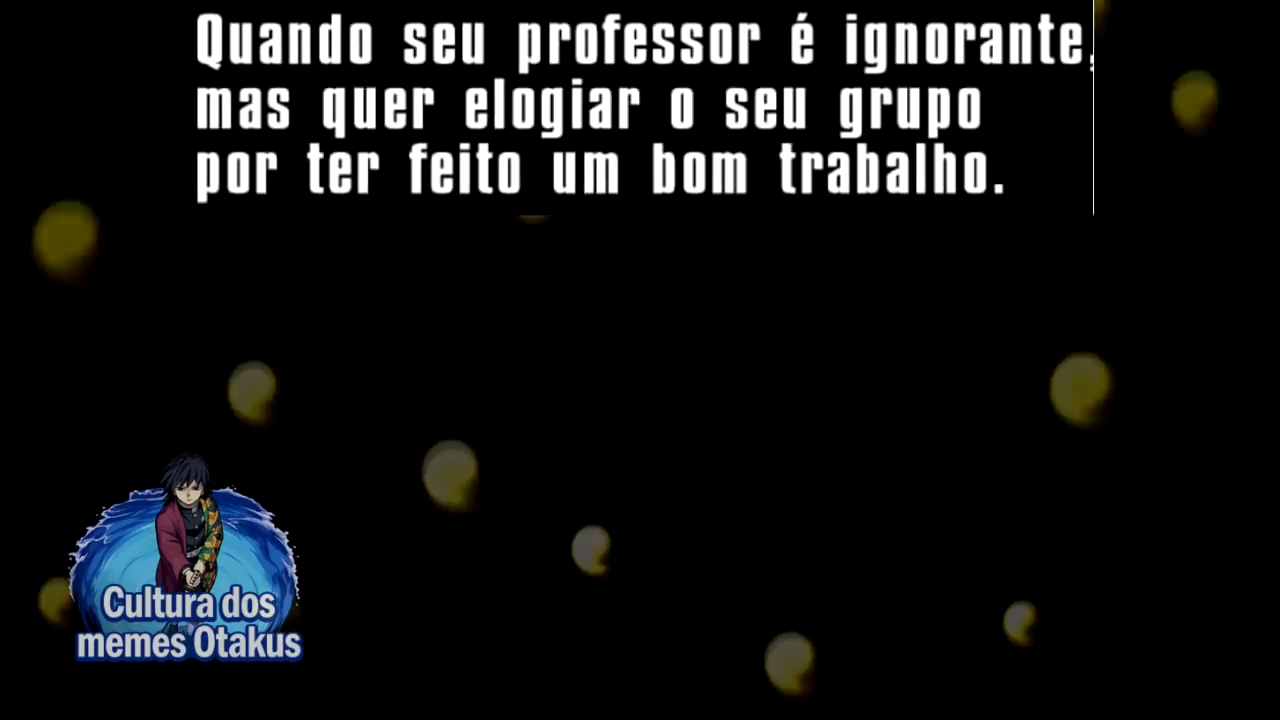 Quando seu professor é ignorante,
mas quer elogiar o seu grupo
por ter feito um bom trabalho.
Cultura dos
memes Otakus